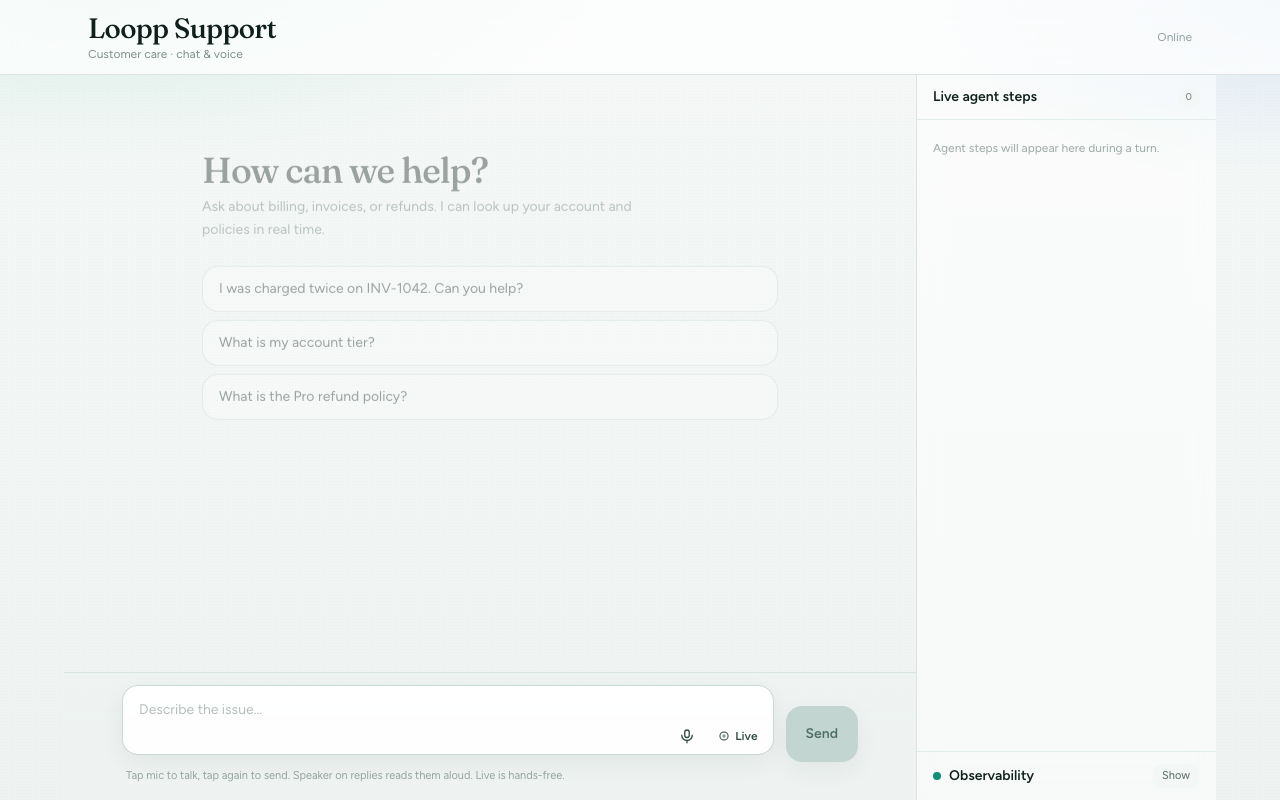 Loopp Support
Customer care · chat & voice
Online
How can we help?
Ask about billing, invoices, or refunds. I can look up your account and
policies in real time.
I was charged twice on INV-1042. Can you help?
What is my account tier?
What is the Pro refund policy?
Describe the issue...
Live
Send
Tap mic to talk, tap again to send. Speaker on replies reads them aloud. Live is hands-free.
Live agent steps
0
Agent steps will appear here during a turn.
Observability
Show